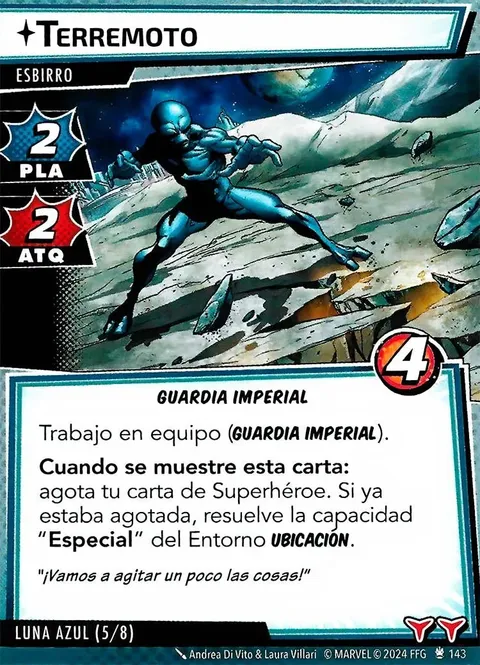 TERREMOTO
ESBIRRO
2
PLA
2
ATQ
4
GUARDIA IMPERIAL
Trabajo en equipo (GUARDIA IMPERIAL).
Cuando se muestre esta carta:
agota tu carta de Superhéroe. Si ya
estaba agotada, resuelve la capacidad
“Especial” del Entorno UBICACIÓN.
"¡Vamos a agitar un poco las cosas!"
LUNA AZUL (5/8)
Andrea Di Vito & Laura Villari © MARVEL © 2024 FFG 143